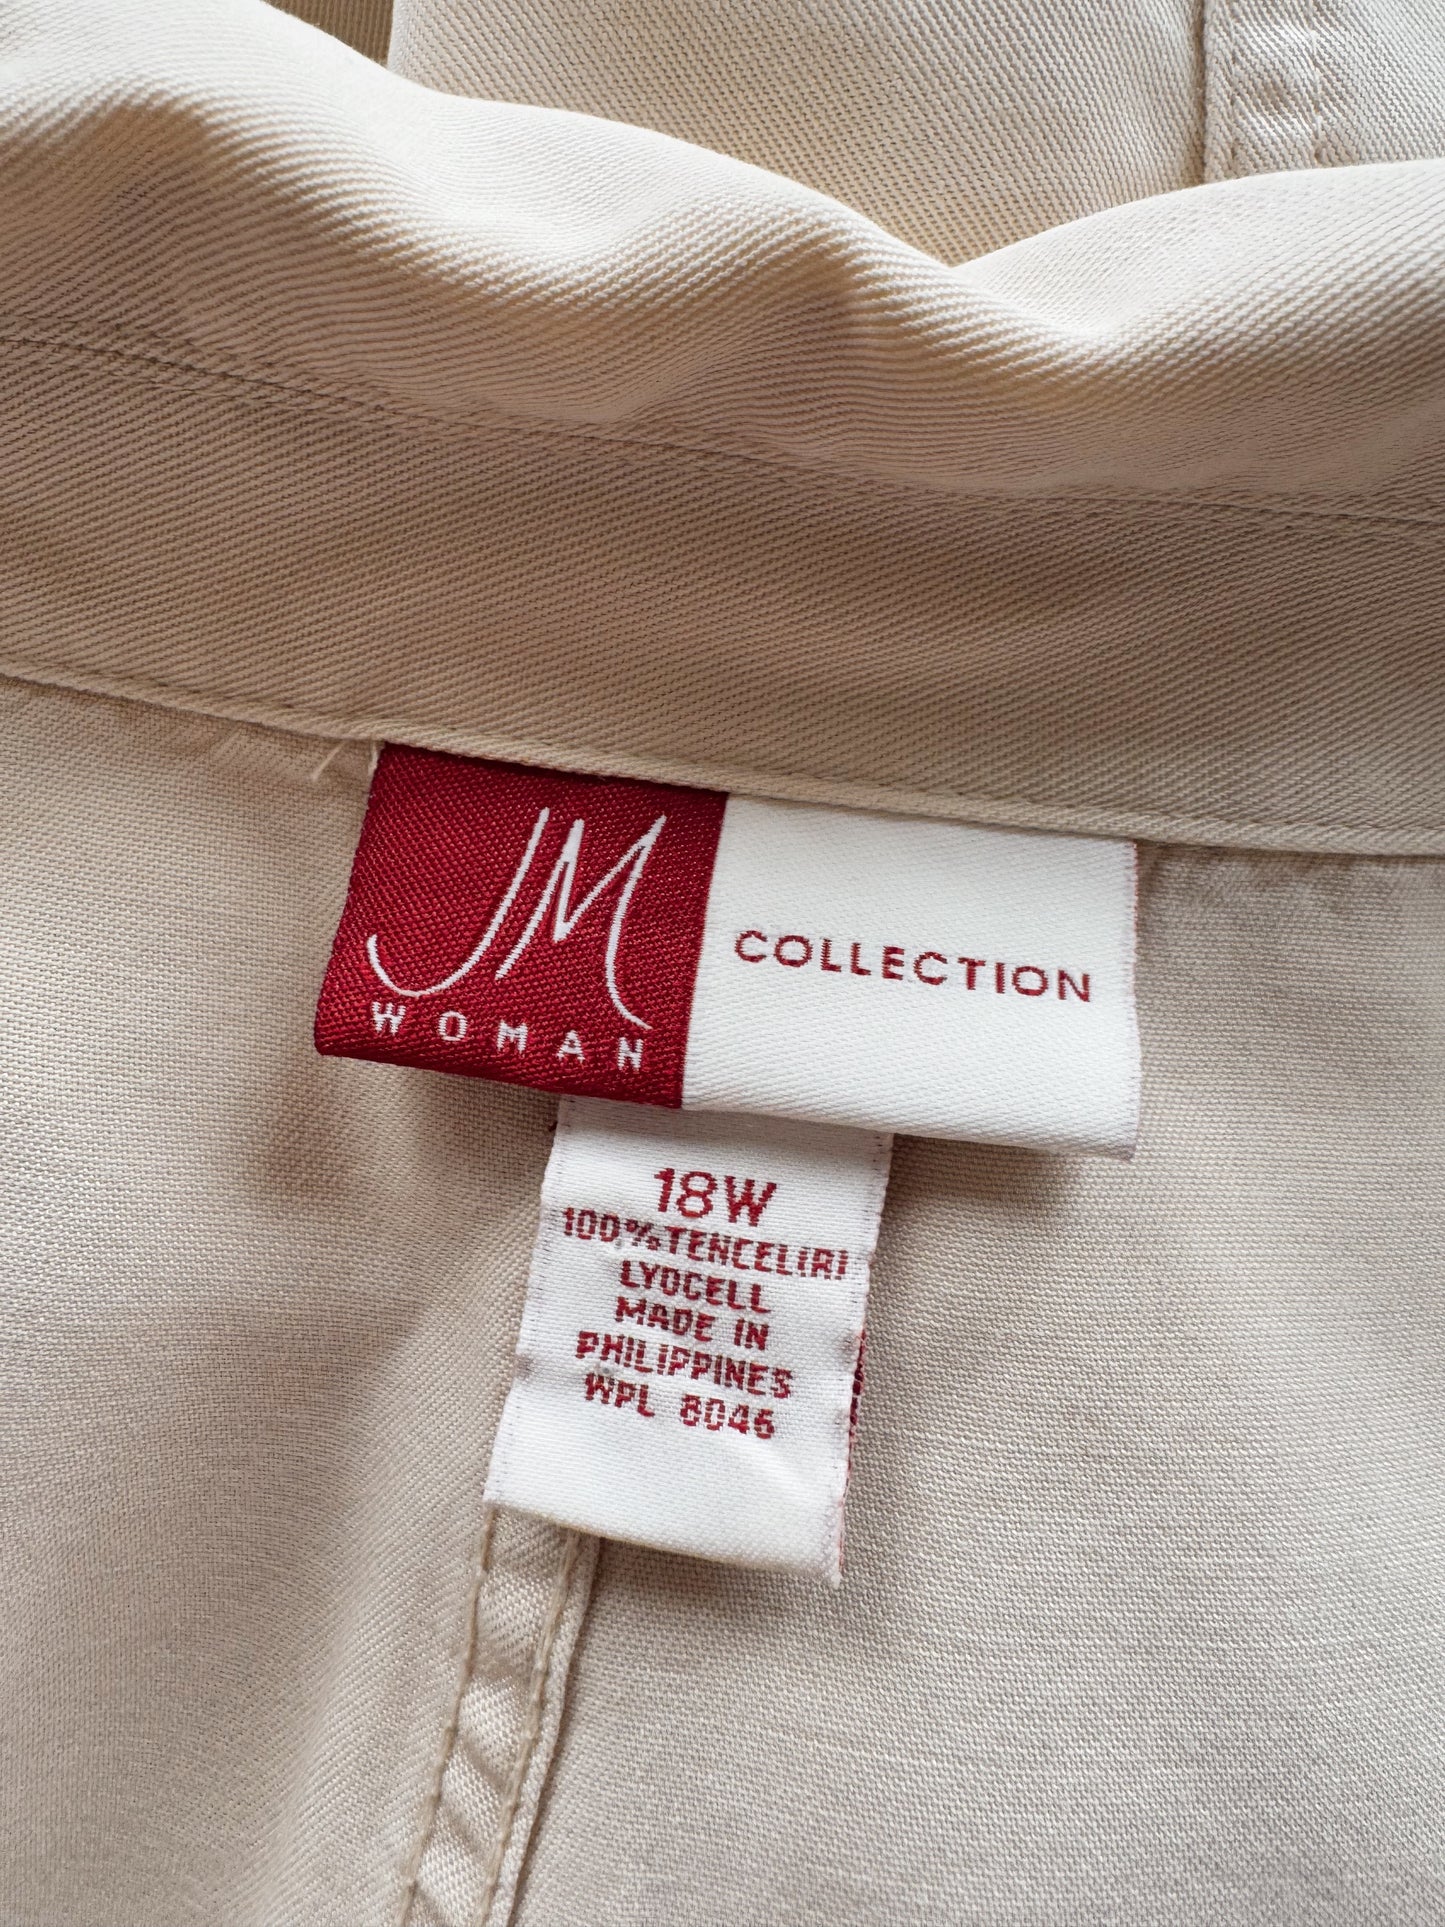 JM
WOMAN
COLLECTION
18W
100%TENCEL(R)
LYOCELL
MADE IN
PHILIPPINES
WPL 8046